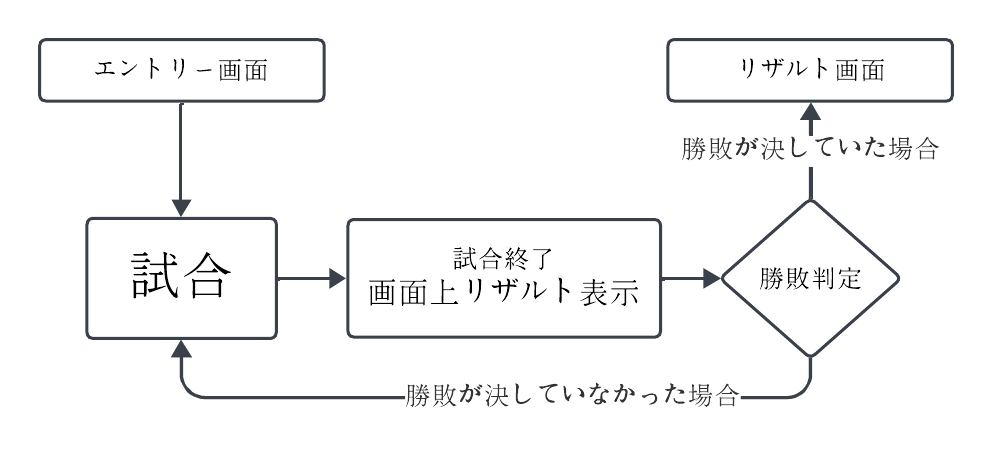 エントリー画面
リザルト画面
勝敗が決していた場合
試合
試合終了
画面上リザルト表示
勝敗判定
勝敗が決していなかった場合